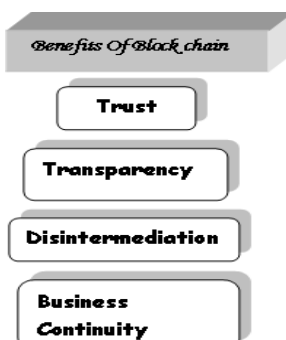 Benefits Of Block chain
Trust
Transparency
Disintermediation
Business
Continuity